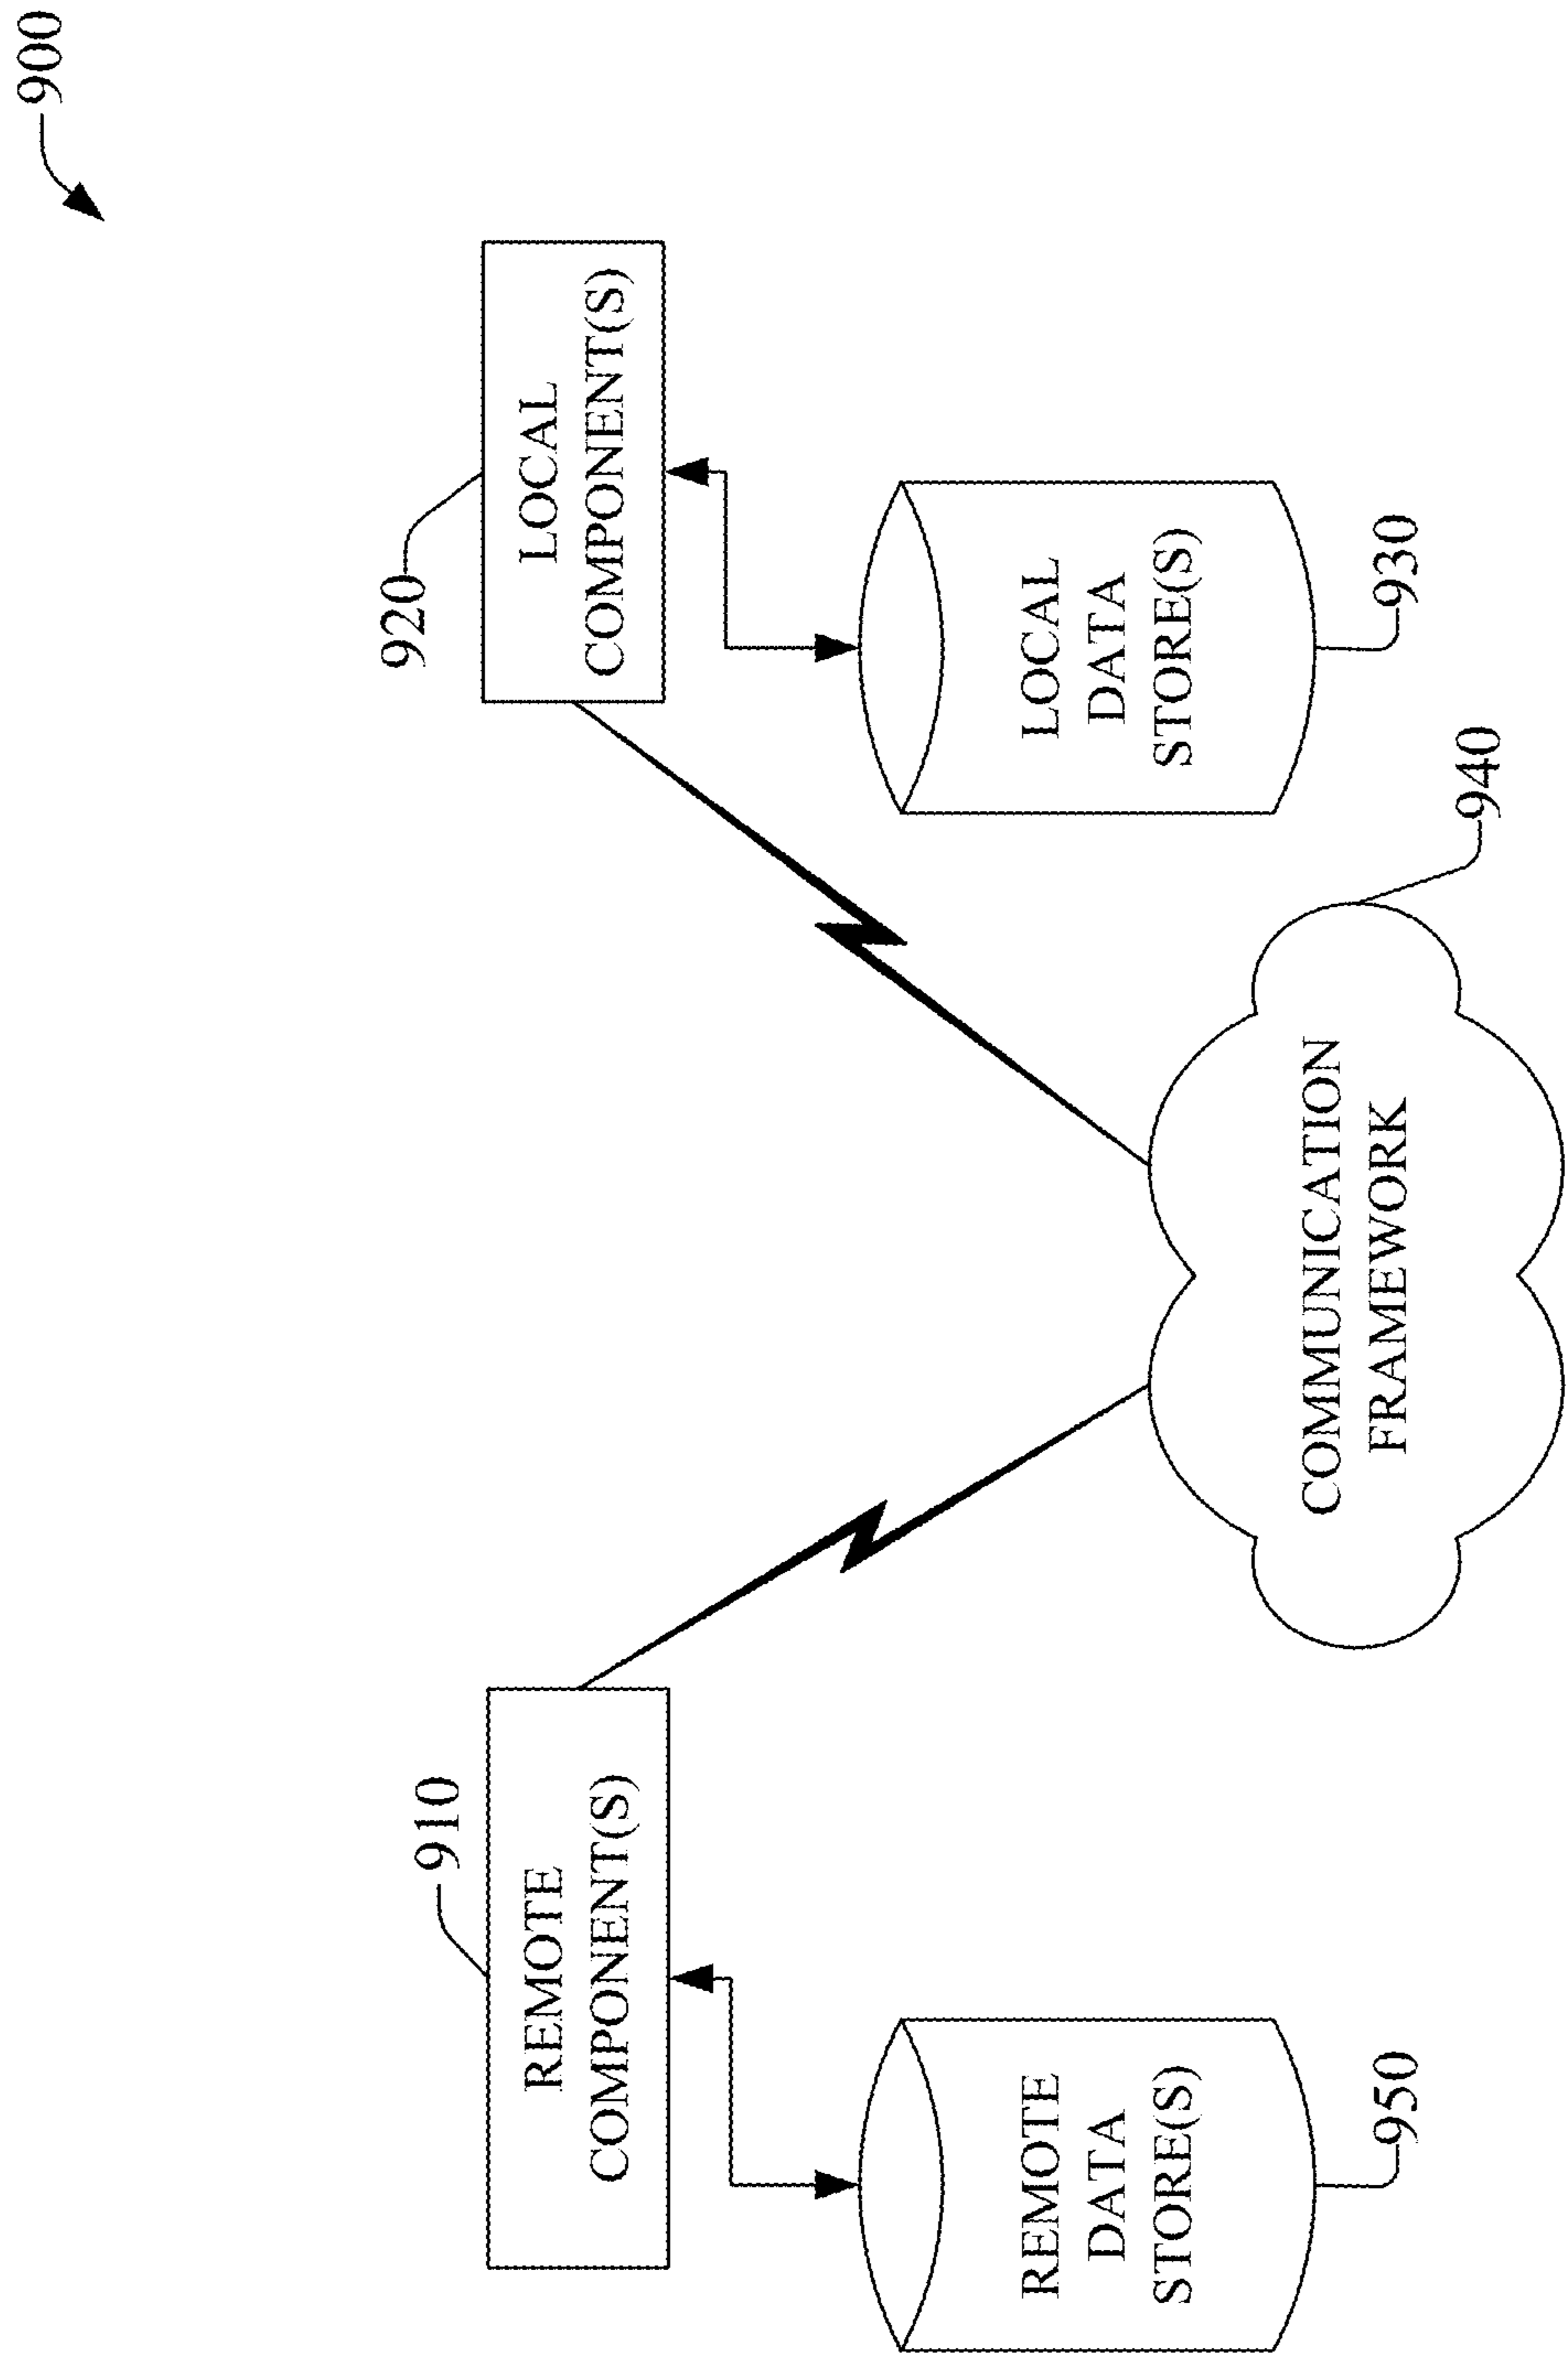 900
910
REMOTE
COMPONENT(S)
920
LOCAL
COMPONENT(S)
REMOTE
DATA
STORE(S)
950
LOCAL
DATA
STORE(S)
930
COMMUNICATION
FRAMEWORK
940